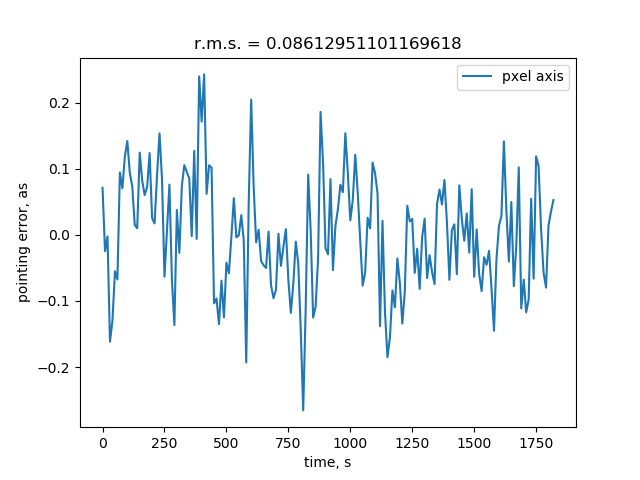 r.m.s. = 0.08612951101169618
pxel axis
0.2
0.1
0.0
−0.1
−0.2
pointing error, as
0 250 500 750 1000 1250 1500 1750
time, s